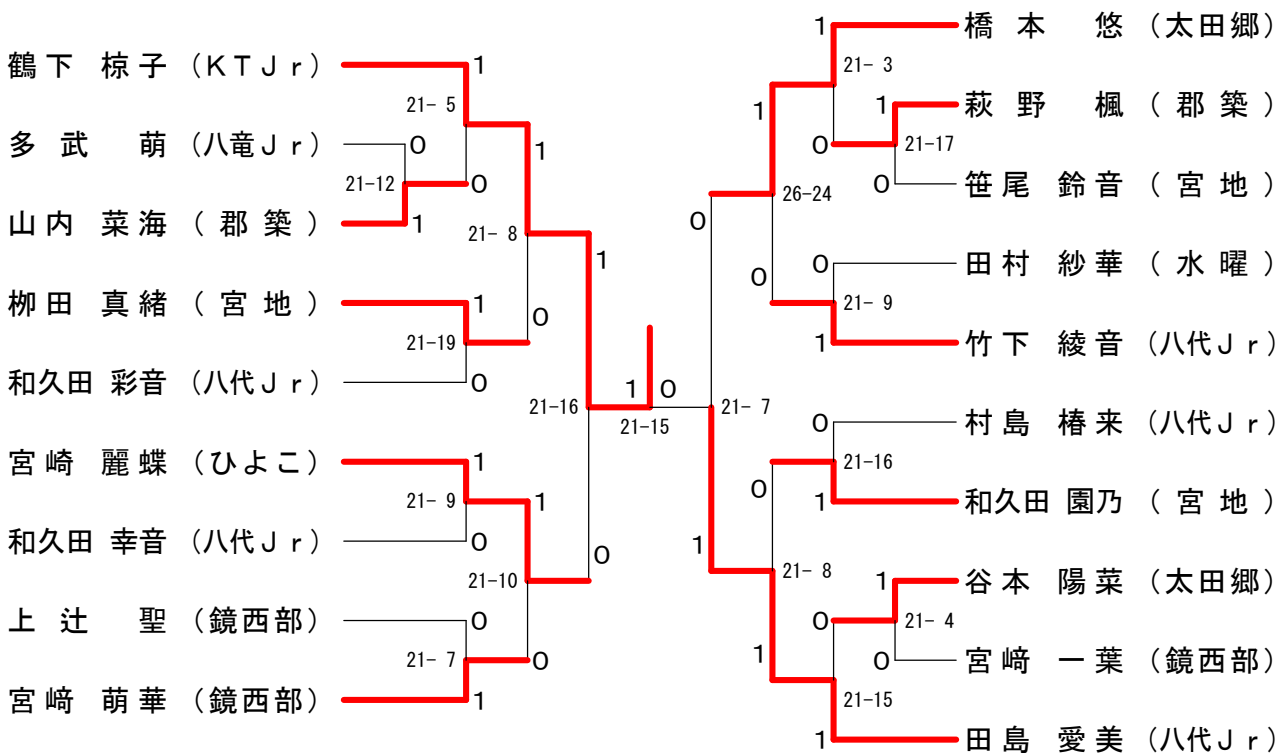 鶴下 椋子 (KTJr)
多武 萌 (八竜Jr)
山内 菜海 (郡築)
栁田 真緒 (宮地)
和久田 彩音 (八代Jr)
宮崎 麗蝶 (ひよこ)
和久田 幸音 (八代Jr)
上辻 聖 (鏡西部)
宮﨑 萌華 (鏡西部)
1
21- 5
0
0
21-12
1
1
21- 8
1
0
21-19
0
1
21-16
1
21- 9
0
1
0
21-10
0
21- 7
0
1
1
0
21-15
橋本 悠 (太田郷)
萩野 楓 (郡築)
笹尾 鈴音 (宮地)
田村 紗華 (水曜)
竹下 綾音 (八代Jr)
村島 椿来 (八代Jr)
和久田 園乃 (宮地)
谷本 陽菜 (太田郷)
宮﨑 一葉 (鏡西部)
田島 愛美 (八代Jr)
1
21- 3
1
1
0
21-17
0
0
26-24
0
0
21- 9
1
21- 7
0
21-16
0
1
1
21- 8
1
0
21- 4
1
0
21-15
1